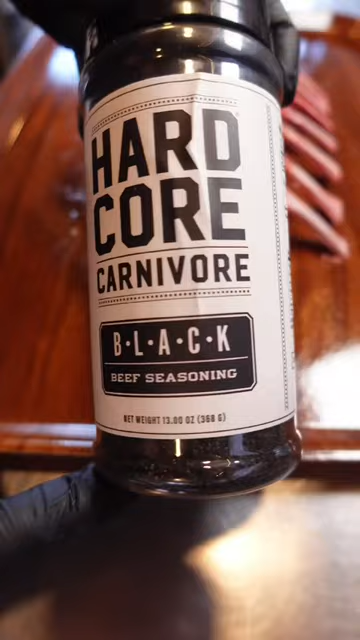 HARD
CORE
CARNIVORE
B·L·A·C·K
BEEF SEASONING
NET WEIGHT 13.00 OZ (368 G)